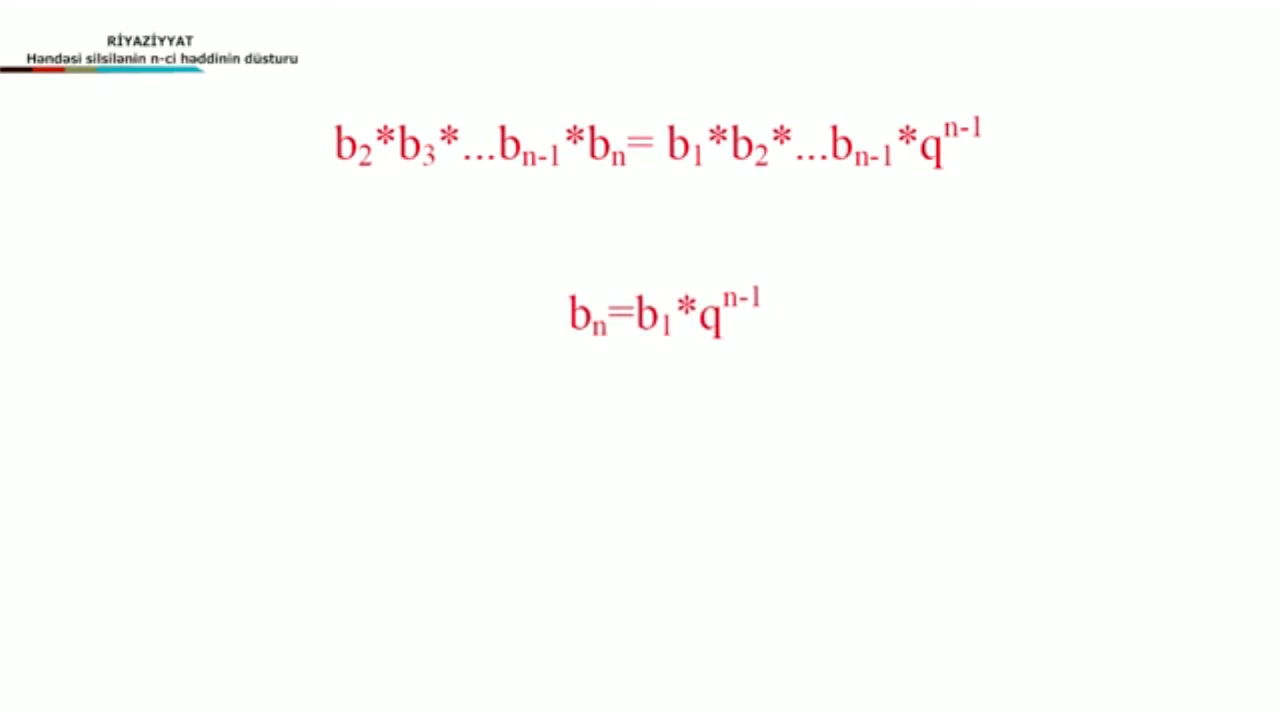 RİYAZİYYAT
Həndəsi silsilənin n-ci həddinin düsturu
b₂*b₃*...bₙ₋₁*bₙ= b₁*b₂*...bₙ₋₁*qⁿ⁻¹
bₙ=b₁*qⁿ⁻¹